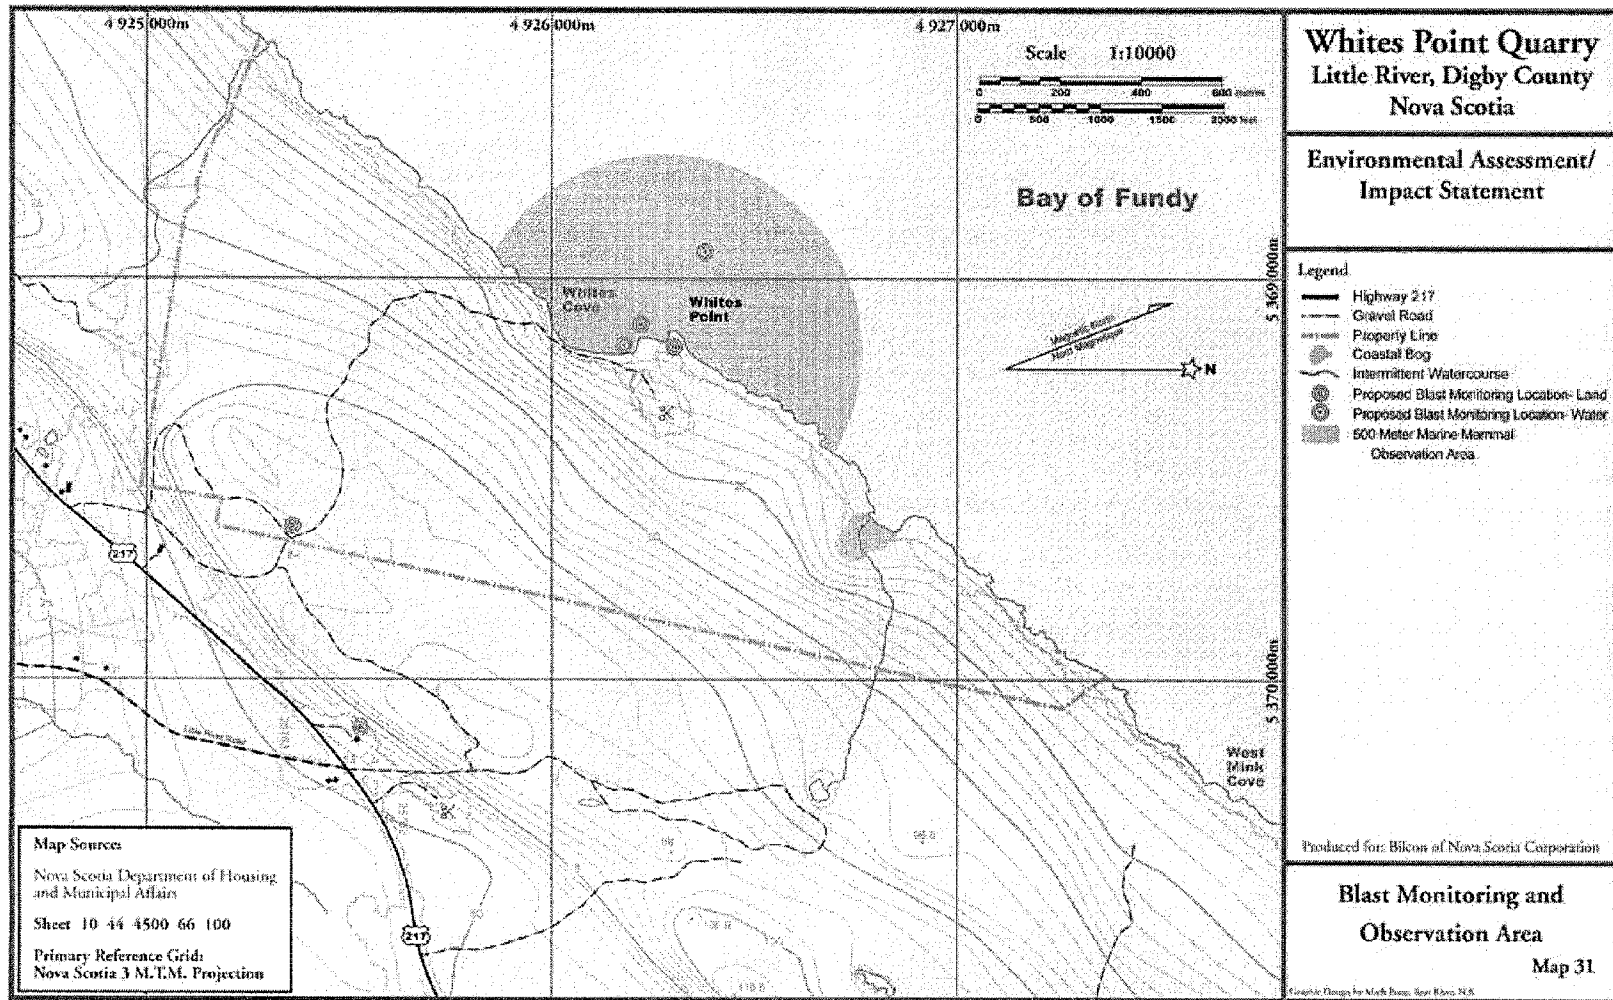 4 925 000m
4 926 000m
4 927 000m
Scale 1:10000
0 200 400 600 metres
0 500 1000 1500 2000 feet
Bay of Fundy
5 369 000m
Whites
Cove
Whites
Point
Magnetic North
N
217
5 370 000m
West
Mink
Cove
217
Map Source:
Nova Scotia Department of Housing
and Municipal Affairs
Sheet 10 44 4500 66 100
Primary Reference Grid:
Nova Scotia 3 M.T.M. Projection
Whites Point Quarry
Little River, Digby County
Nova Scotia
Environmental Assessment/
Impact Statement
Legend
Highway 217
Gravel Road
Property Line
Coastal Bog
Intermittent Watercourse
Proposed Blast Monitoring Location- Land
Proposed Blast Monitoring Location- Water
500 Meter Marine Mammal
Observation Area
Produced for: Bilcon of Nova Scotia Corporation
Blast Monitoring and
Observation Area
Map 31